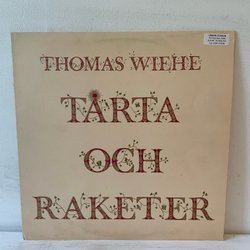 THOMAS WIEHE
TÅRTA
OCH
RAKETER